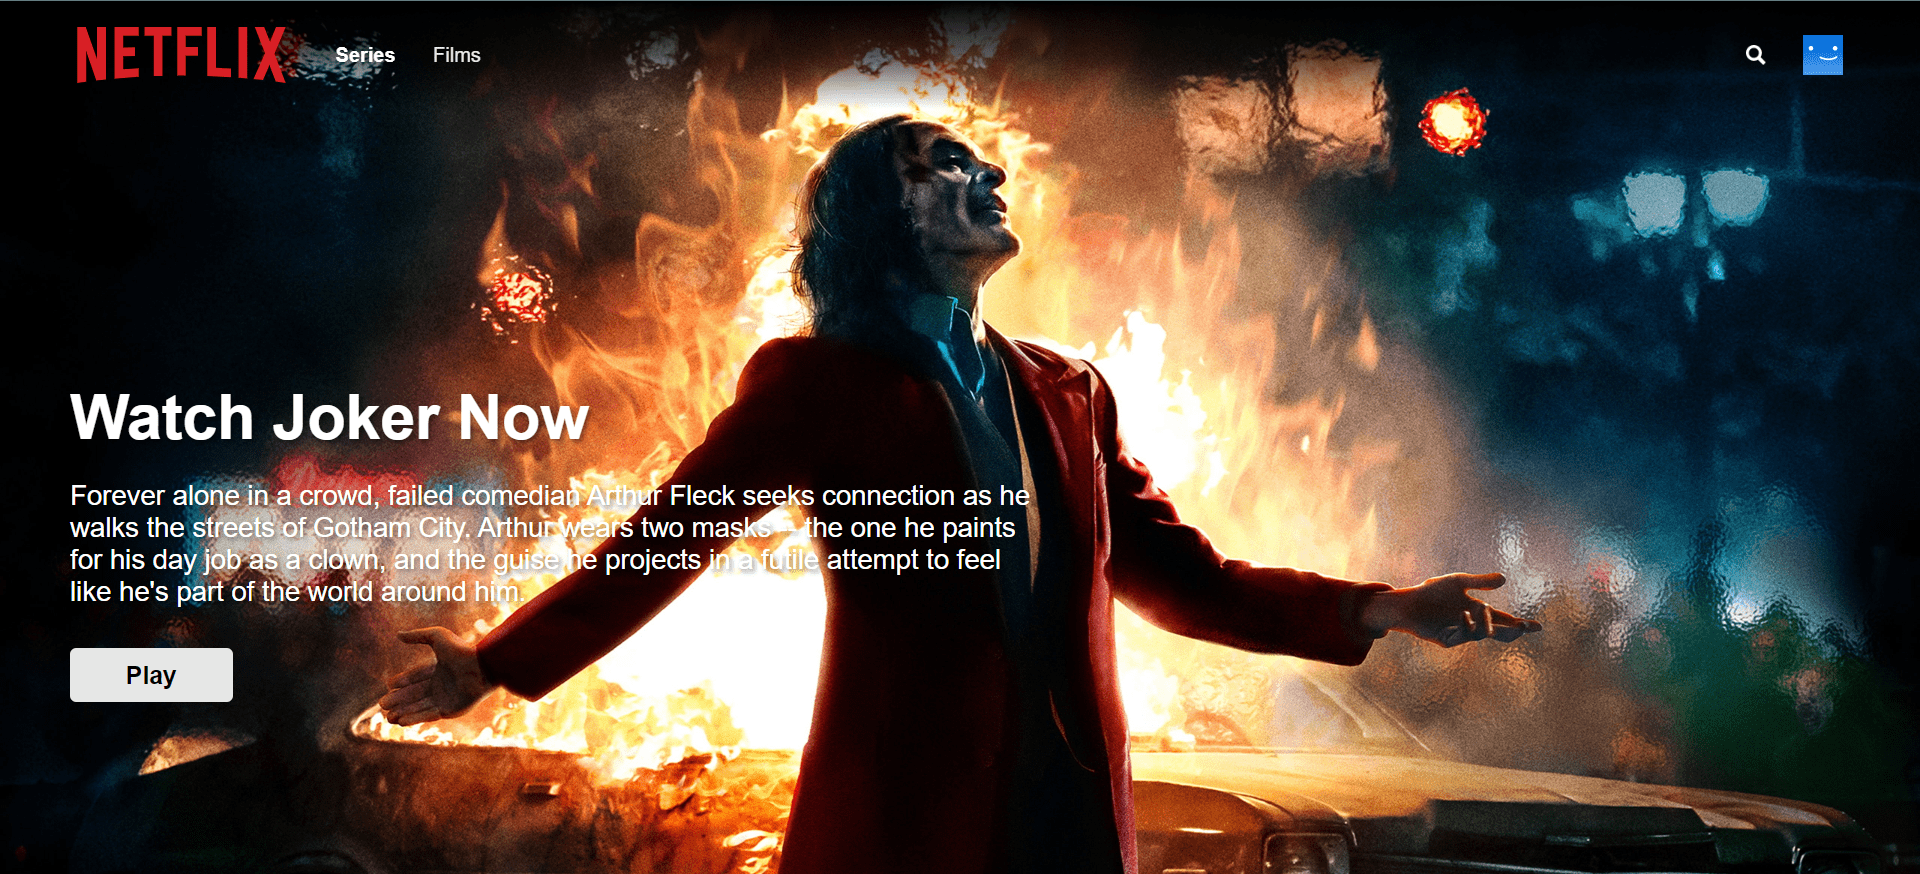 NETFLIX
Series
Films
Watch Joker Now
Forever alone in a crowd, failed comedian Arthur Fleck seeks connection as he
walks the streets of Gotham City. Arthur wears two masks -- the one he paints
for his day job as a clown, and the guise he projects in a futile attempt to feel
like he's part of the world around him.
Play